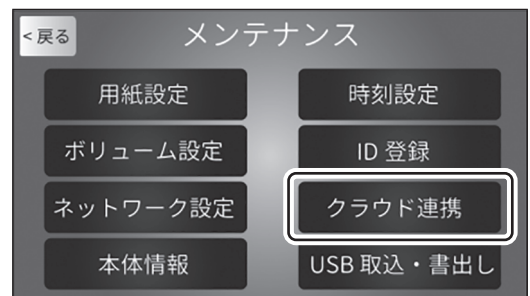 <戻る
メンテナンス
用紙設定
時刻設定
ボリューム設定
ID 登録
ネットワーク設定
クラウド連携
本体情報
USB 取込・書出し